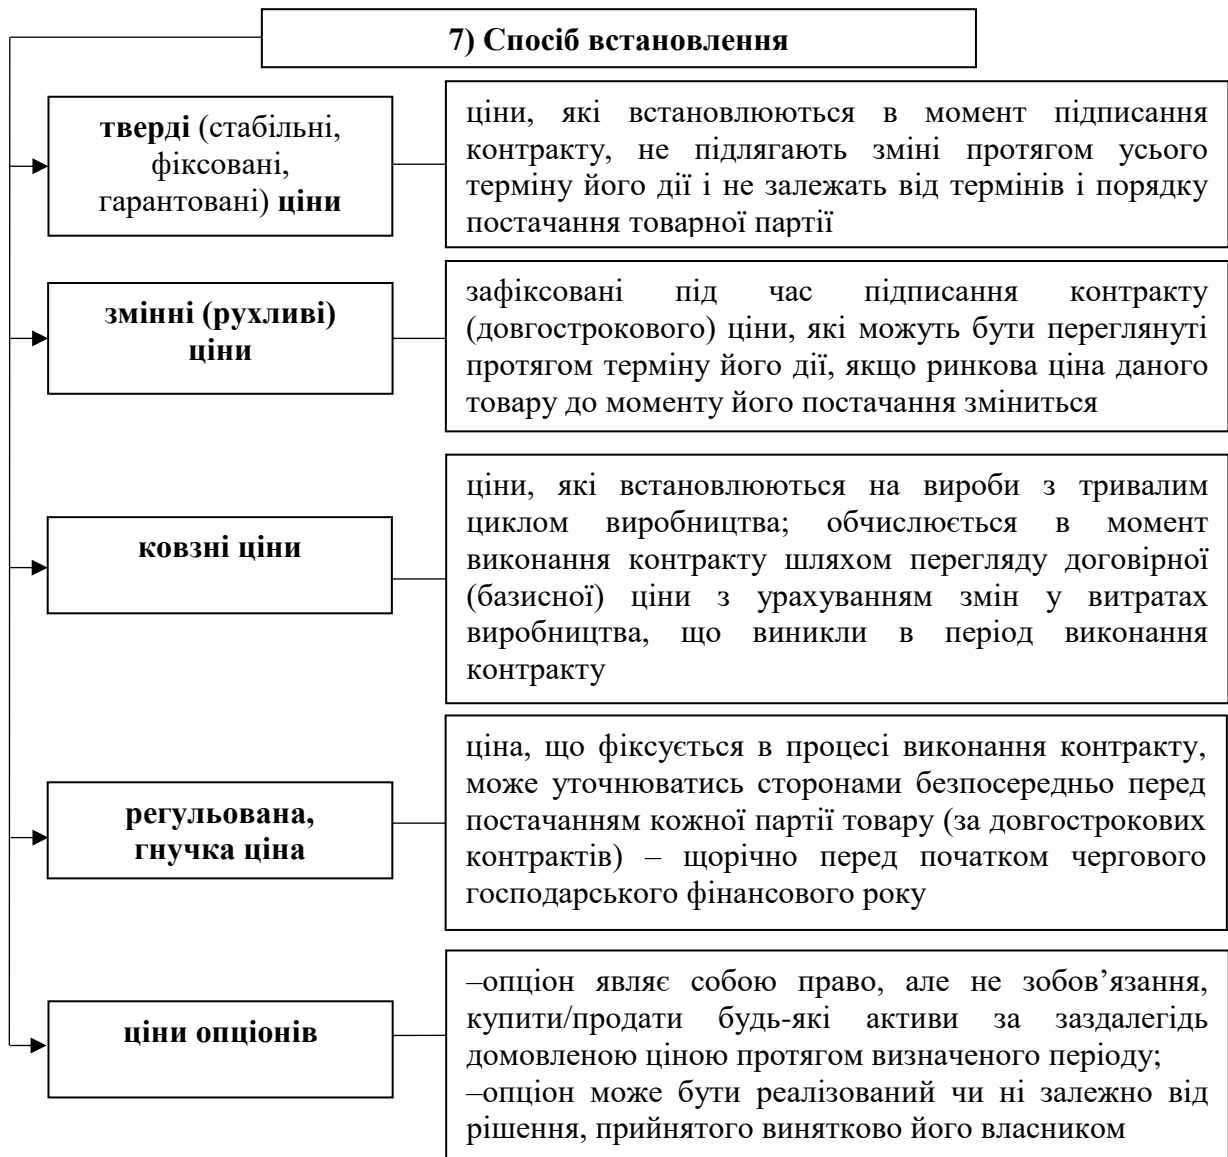 7) Спосіб встановлення
тверді (стабільні,
фіксовані,
гарантовані) ціни
ціни, які встановлюються в момент підписання
контракту, не підлягають зміні протягом усього
терміну його дії і не залежать від термінів і порядку
постачання товарної партії
змінні (рухливі)
ціни
зафіксовані під час підписання контракту
(довгострокового) ціни, які можуть бути переглянуті
протягом терміну його дії, якщо ринкова ціна даного
товару до моменту його постачання зміниться
ковзні ціни
ціни, які встановлюються на вироби з тривалим
циклом виробництва; обчислюється в момент
виконання контракту шляхом перегляду договірної
(базисної) ціни з урахуванням змін у витратах
виробництва, що виникли в період виконання
контракту
регульована,
гнучка ціна
ціна, що фіксується в процесі виконання контракту,
може уточнюватись сторонами безпосередньо перед
постачанням кожної партії товару (за довгострокових
контрактів) – щорічно перед початком чергового
господарського фінансового року
ціни опціонів
–опціон являє собою право, але не зобов’язання,
купити/продати будь-які активи за заздалегідь
домовленою ціною протягом визначеного періоду;
–опціон може бути реалізований чи ні залежно від
рішення, прийнятого винятково його власником